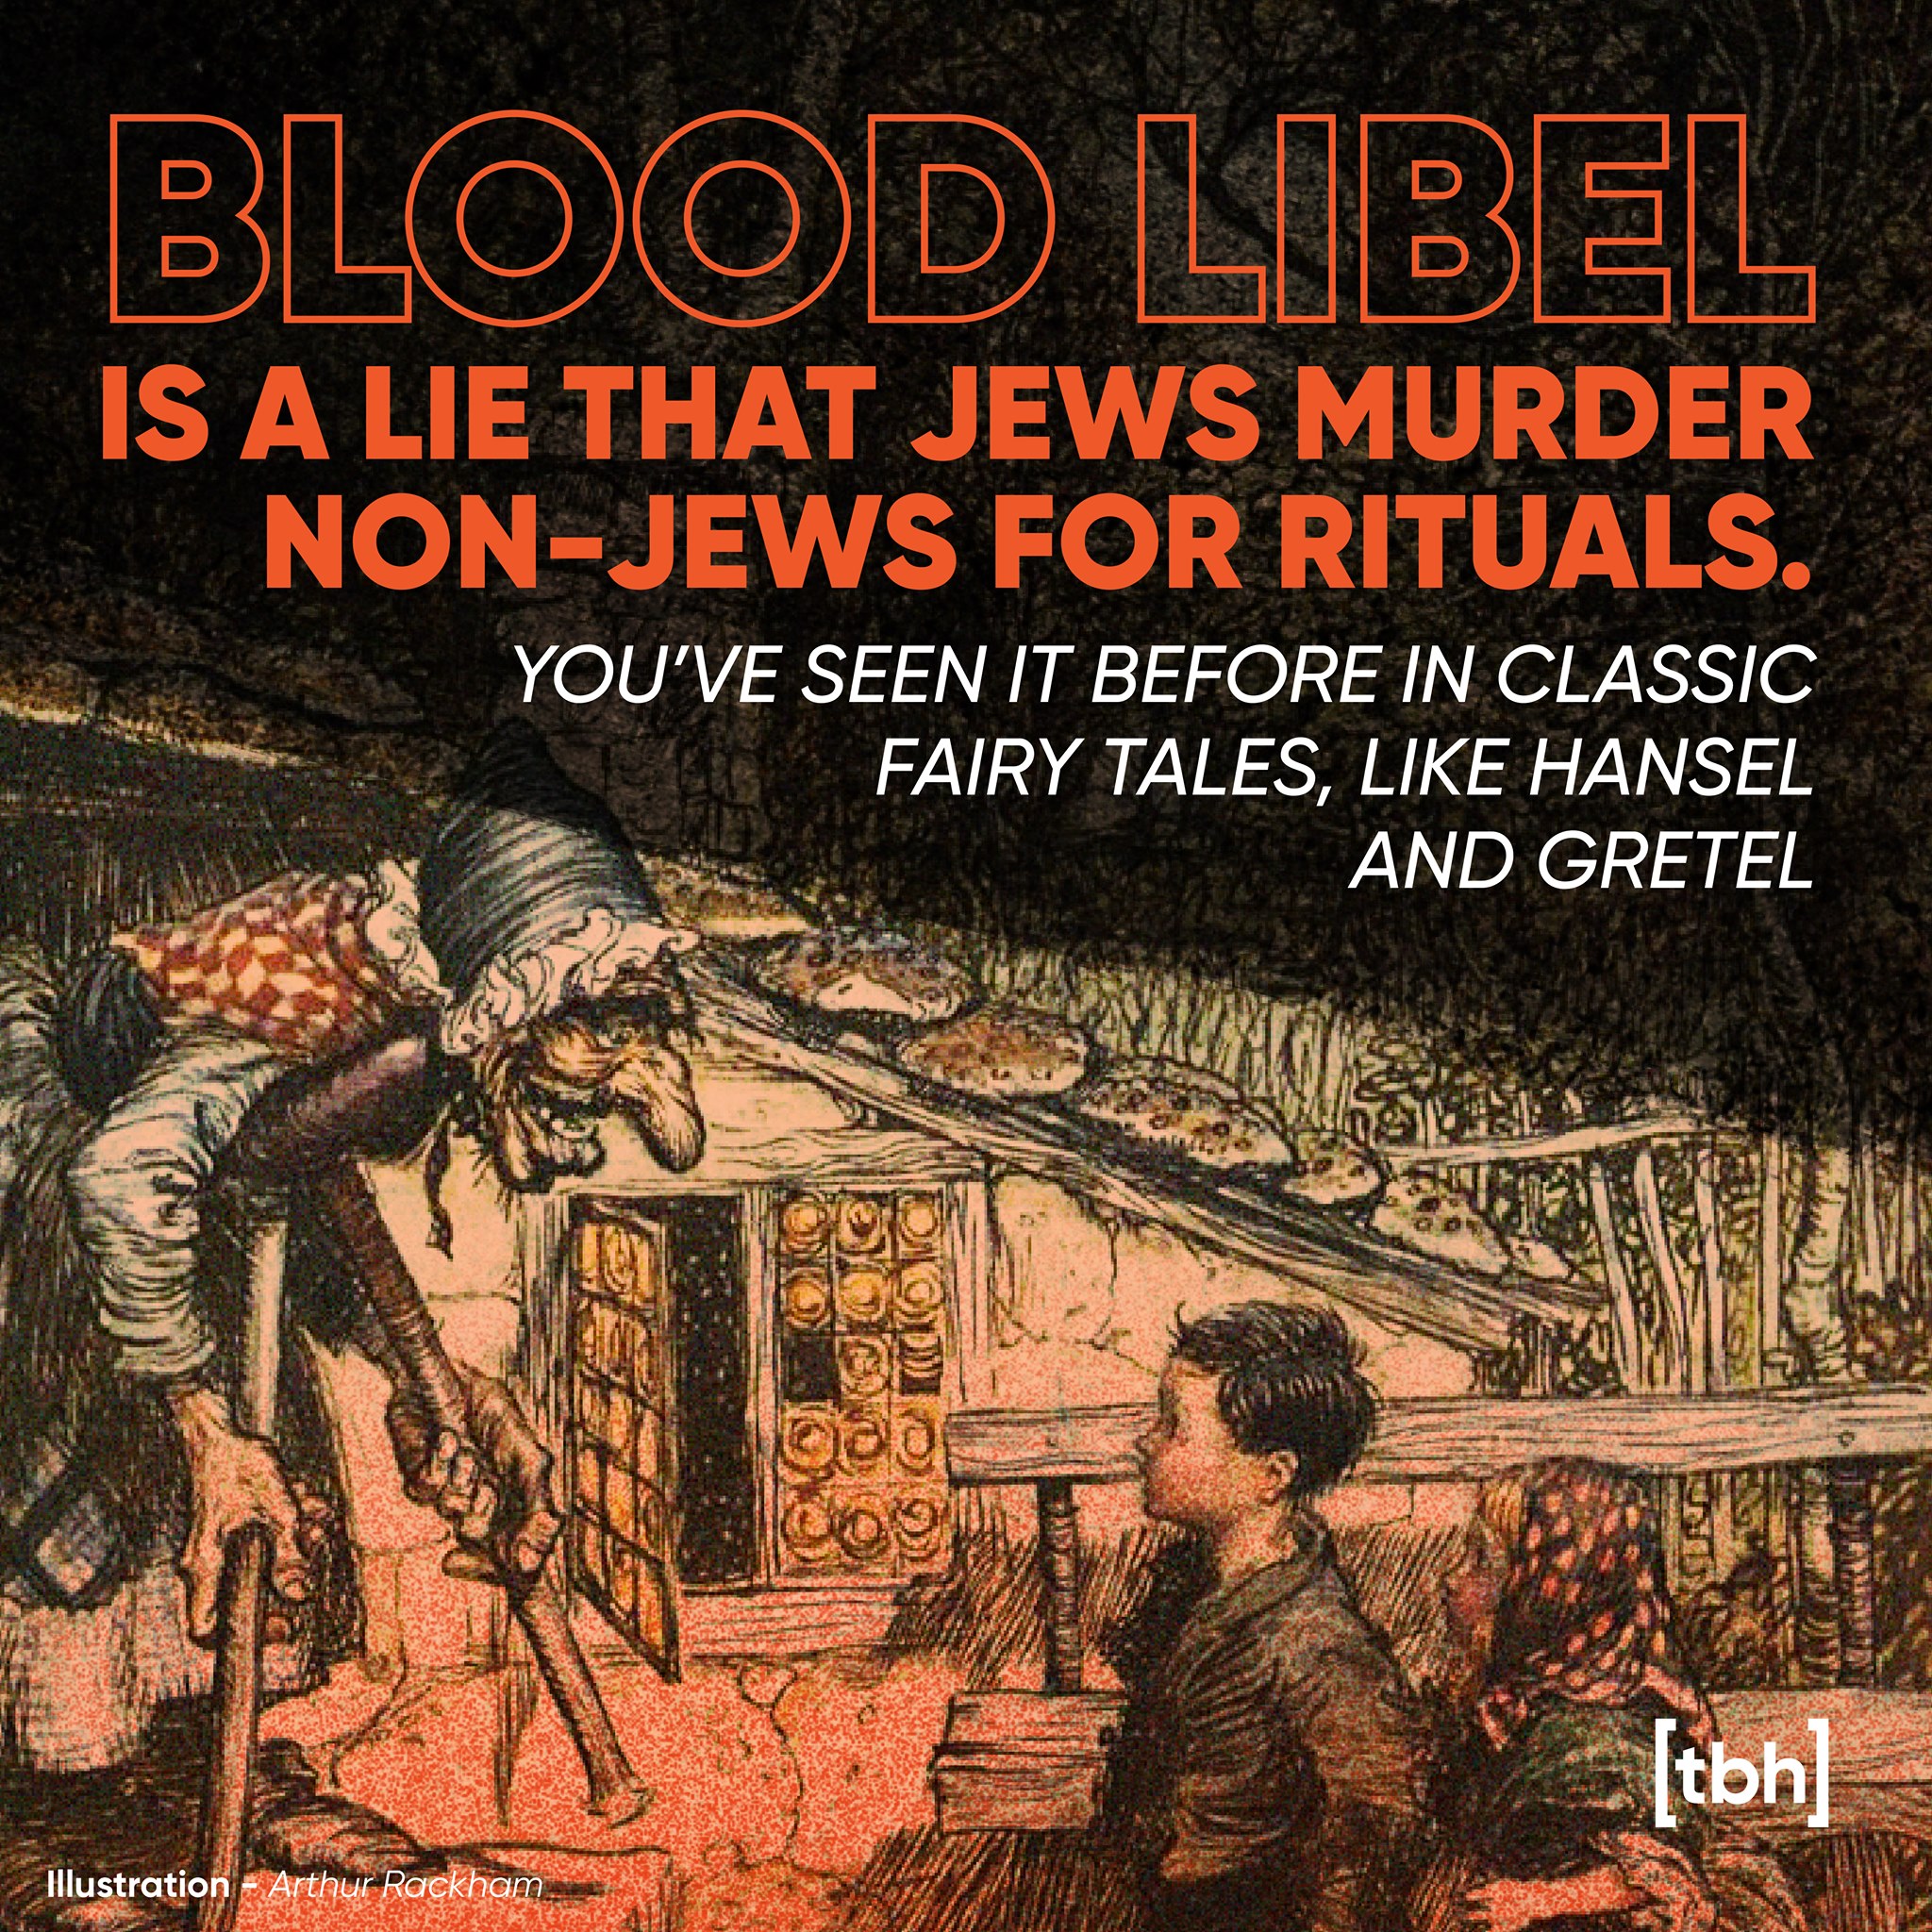 BLOOD LIBEL
IS A LIE THAT JEWS MURDER
NON-JEWS FOR RITUALS.
YOU'VE SEEN IT BEFORE IN CLASSIC
FAIRY TALES, LIKE HANSEL
AND GRETEL
[tbh]
Illustration - Arthur Rackham